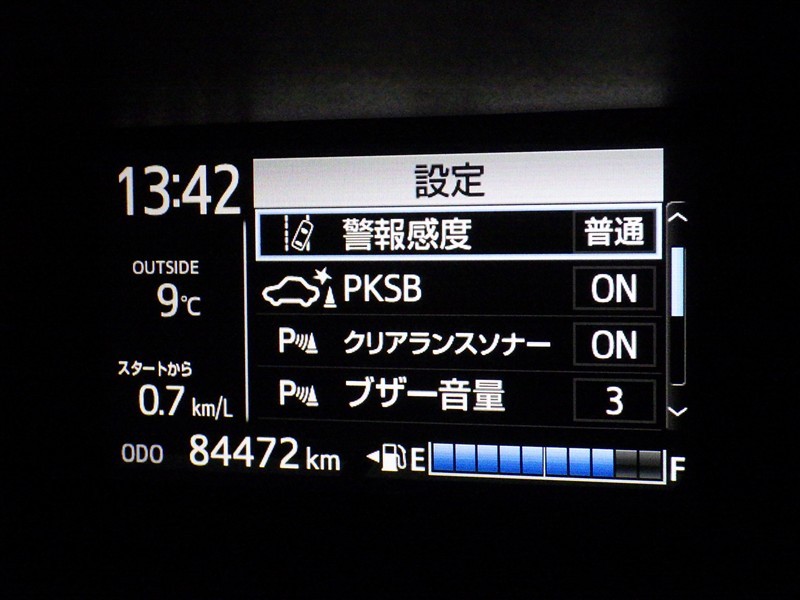 13:42
OUTSIDE
9℃
スタートから
0.7 km/L
設定
警報感度 普通
PKSB ON
P クリアランスソナー ON
P ブザー音量 3
ODO 84472 km
E F